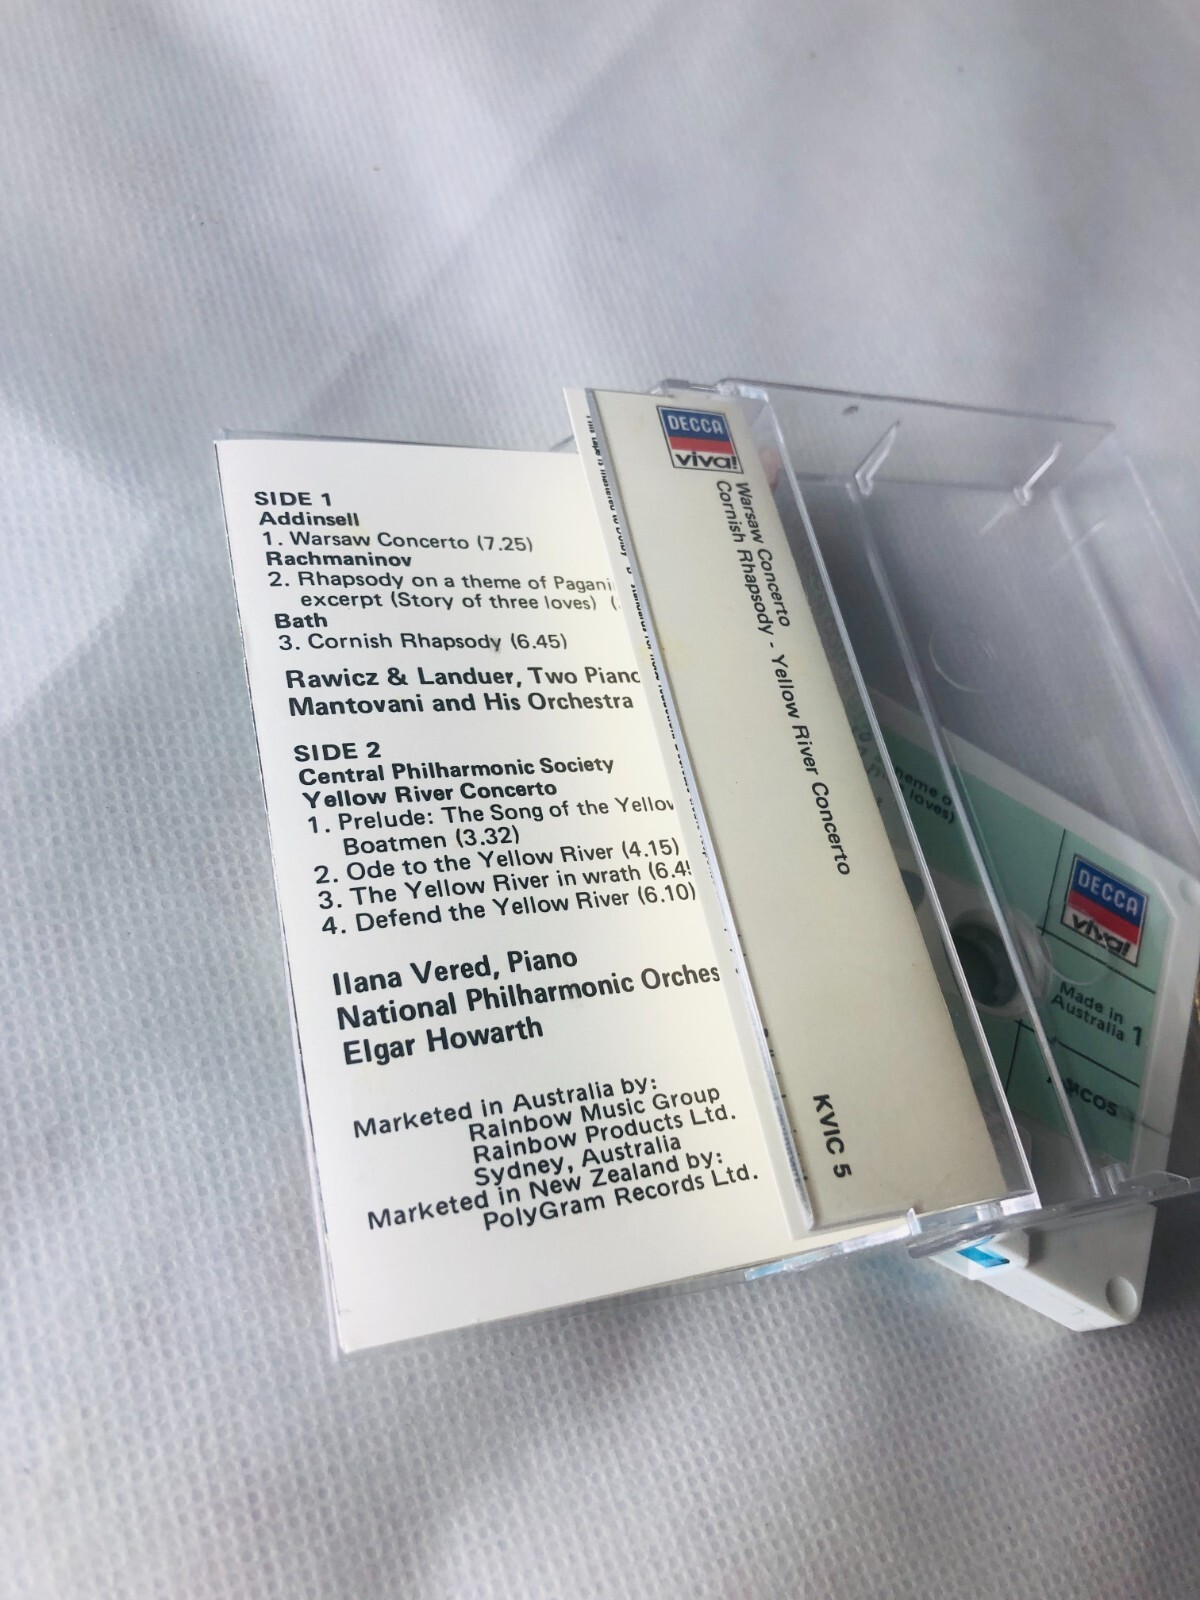 SIDE 1
Addinsell
1. Warsaw Concerto (7.25)
Rachmaninov
2. Rhapsody on a theme of Pagani
excerpt (Story of three loves) (
Bath
3. Cornish Rhapsody (6.45)
Rawicz & Landuer, Two Piano
Mantovani and His Orchestra
SIDE 2
Central Philharmonic Society
Yellow River Concerto
1. Prelude: The Song of the Yellow
Boatmen (3.32)
2. Ode to the Yellow River (4.15)
3. The Yellow River in wrath (6.4
4. Defend the Yellow River (6.10)
Ilana Vered, Piano
National Philharmonic Orches
Elgar Howarth
Marketed in Australia by:
Rainbow Music Group
Rainbow Products Ltd.
Sydney, Australia
Marketed in New Zealand by:
PolyGram Records Ltd.
DECCA
viva!
Warsaw Concerto
Cornish Rhapsody - Yellow River Concerto
KVIC 5
theme o
loves)
DECCA
viva!
Made in
Australia 1